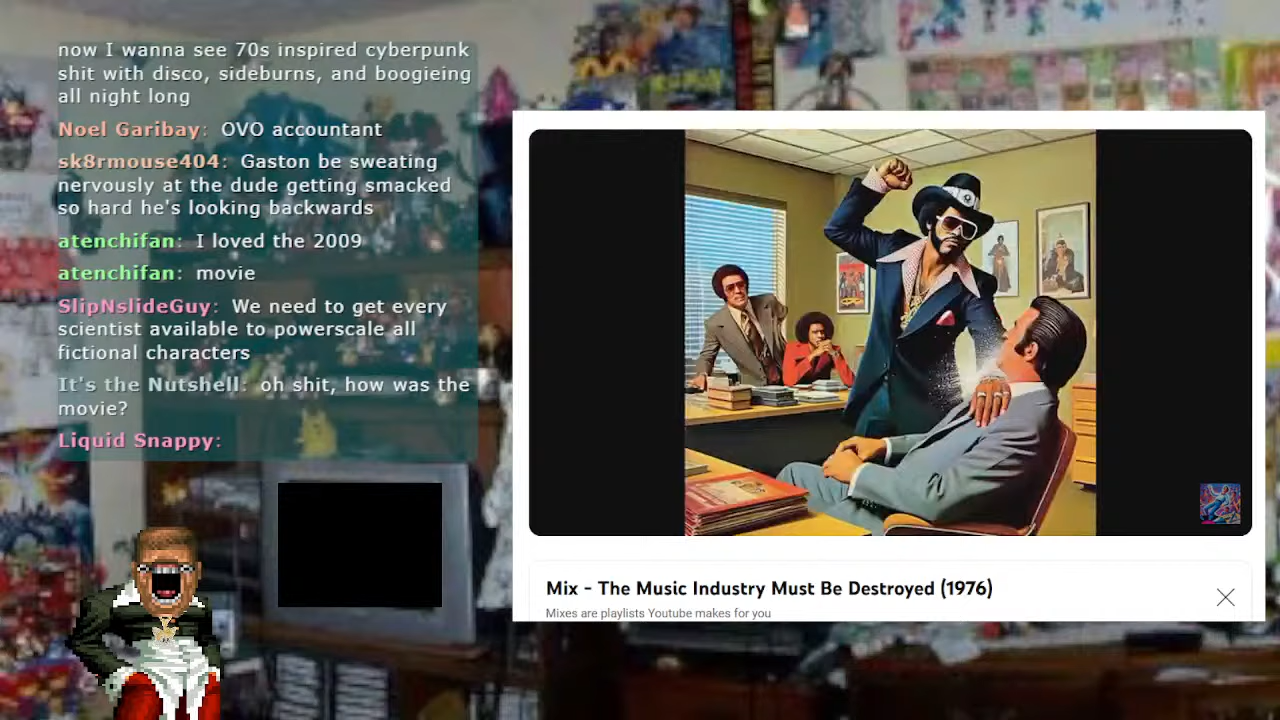 now I wanna see 70s inspired cyberpunk
shit with disco, sideburns, and boogieing
all night long
Noel Garibay: OVO accountant
sk8rmouse404: Gaston be sweating
nervously at the dude getting smacked
so hard he's looking backwards
atenchifan: I loved the 2009
atenchifan: movie
SlipNslideGuy: We need to get every
scientist available to powerscale all
fictional characters
It's the Nutshell: oh shit, how was the
movie?
Liquid Snappy:
Mix - The Music Industry Must Be Destroyed (1976)
Mixes are playlists Youtube makes for you